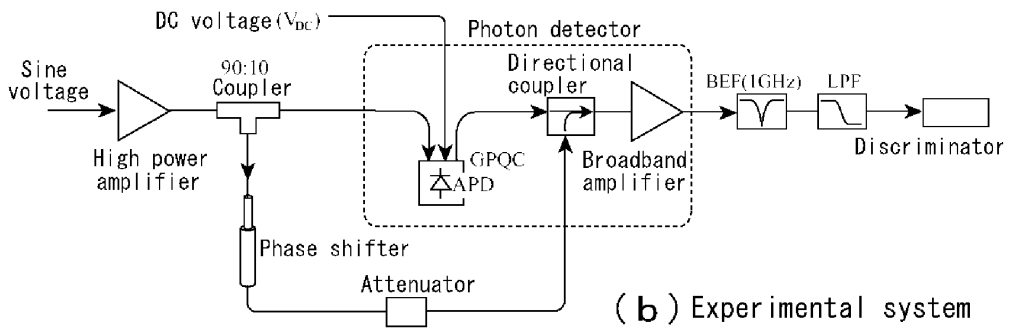 DC voltage(V_DC)
Photon detector
Sine
voltage
90:10
Coupler
Directional
coupler
BEF(1GHz)
LPF
High power
amplifier
GPQC
APD
Broadband
amplifier
Discriminator
Phase shifter
Attenuator
(b) Experimental system